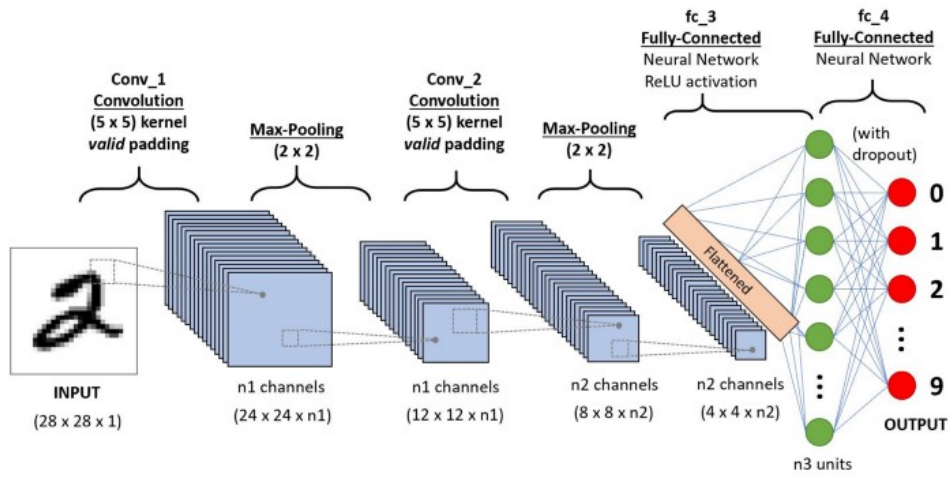 fc_3
Fully-Connected
Neural Network
ReLU activation
fc_4
Fully-Connected
Neural Network
Conv_1
Convolution
(5 x 5) kernel
valid padding
Max-Pooling
(2 x 2)
Conv_2
Convolution
(5 x 5) kernel
valid padding
Max-Pooling
(2 x 2)
(with
dropout)
0
1
2
9
Flattened
INPUT
(28 x 28 x 1)
n1 channels
(24 x 24 x n1)
n1 channels
(12 x 12 x n1)
n2 channels
(8 x 8 x n2)
n2 channels
(4 x 4 x n2)
OUTPUT
n3 units
2